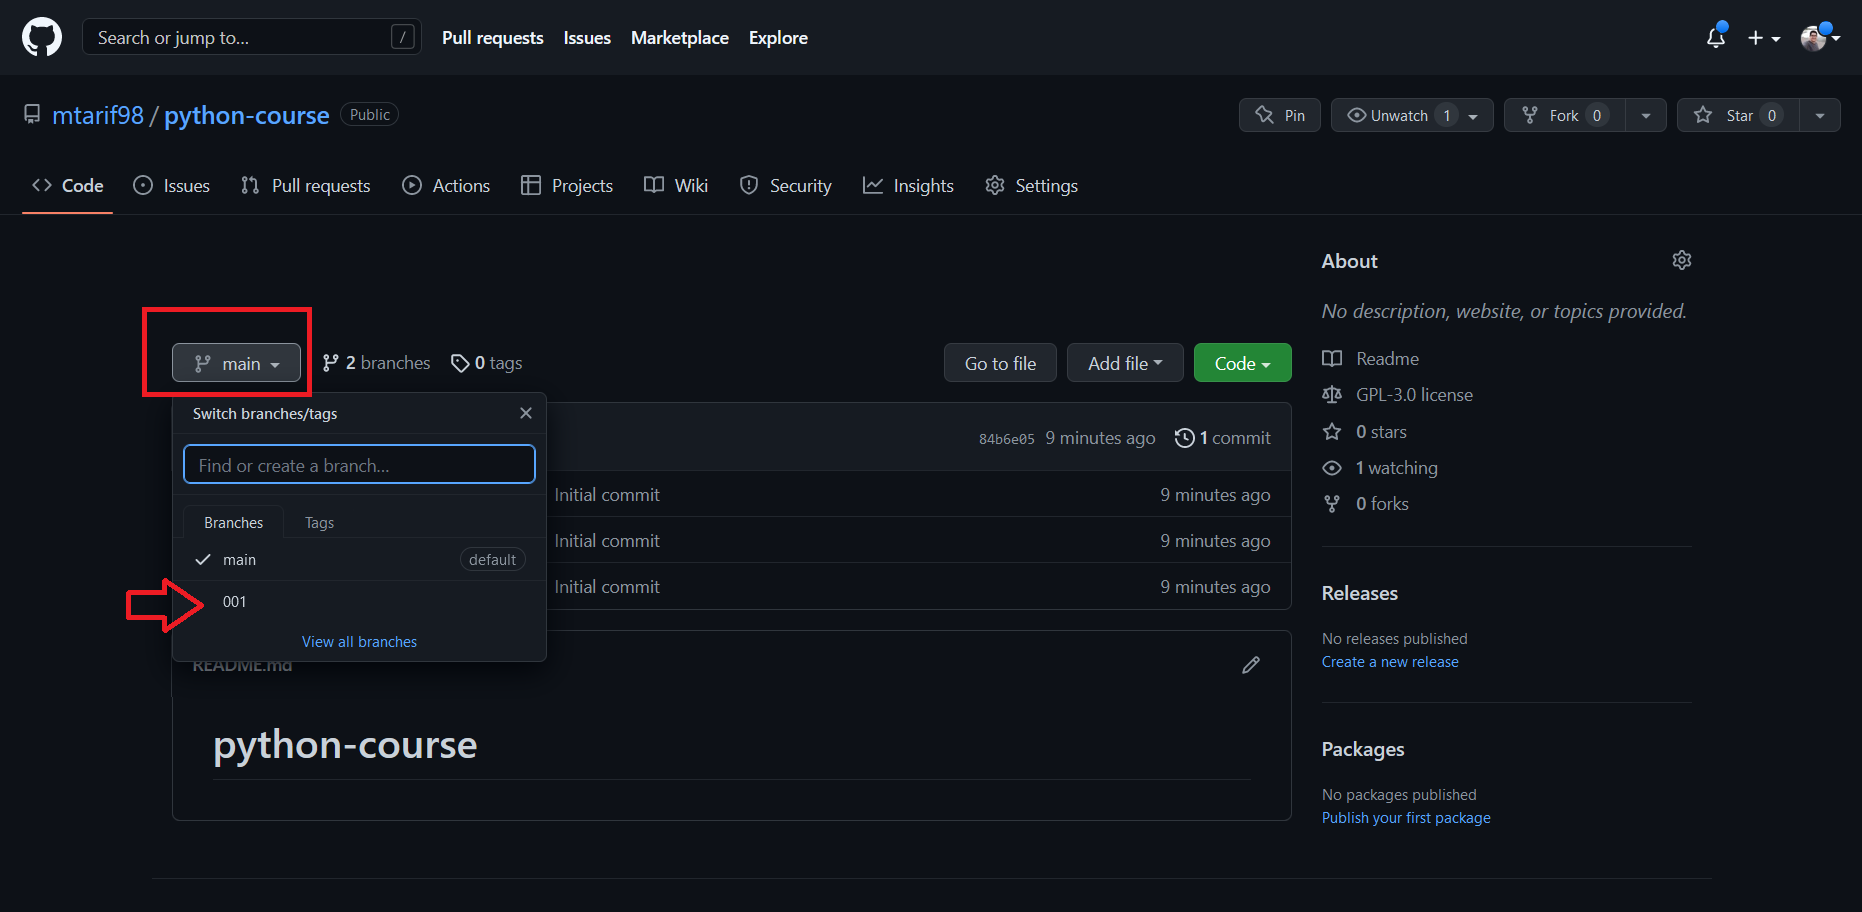 Search or jump to... /
Pull requests Issues Marketplace Explore
mtarif98 / python-course Public
Pin Unwatch 1 Fork 0 Star 0
Code Issues Pull requests Actions Projects Wiki Security Insights Settings
main 2 branches 0 tags Go to file Add file Code
Switch branches/tags
Find or create a branch...
Branches Tags
main default
001
View all branches
84b6e05 9 minutes ago 1 commit
Initial commit 9 minutes ago
Initial commit 9 minutes ago
Initial commit 9 minutes ago
README.md
python-course
About
No description, website, or topics provided.
Readme
GPL-3.0 license
0 stars
1 watching
0 forks
Releases
No releases published
Create a new release
Packages
No packages published
Publish your first package